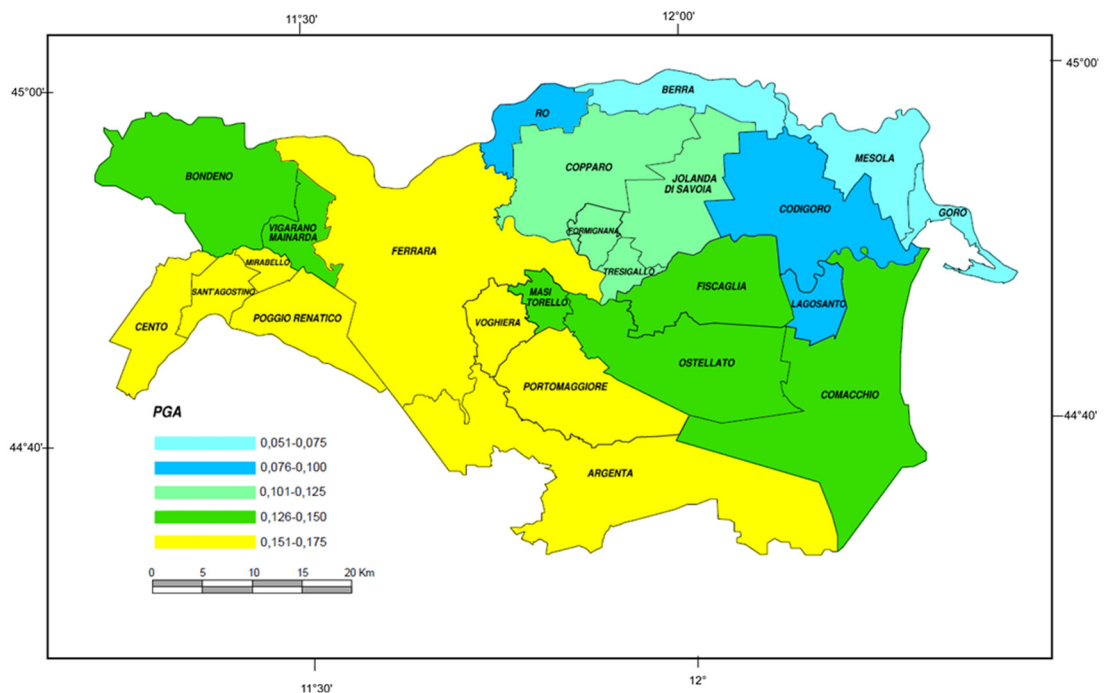 11°30'
12°00'
45°00'
45°00'
BERRA
RO
COPPARO
MESOLA
BONDENO
JOLANDA
DI SAVOIA
CODIGORO
GORO
VIGARANO
MAINARDA
FORMIGNANA
FERRARA
MIRABELLO
TRESIGALLO
SANT'AGOSTINO
FISCAGLIA
MASI
TORELLO
LAGOSANTO
CENTO
POGGIO RENATICO
VOGHIERA
OSTELLATO
PORTOMAGGIORE
COMACCHIO
PGA
44°40'
44°40'
0,051-0,075
0,076-0,100
0,101-0,125
0,126-0,150
0,151-0,175
ARGENTA
0 5 10 15 20 Km
11°30'
12°